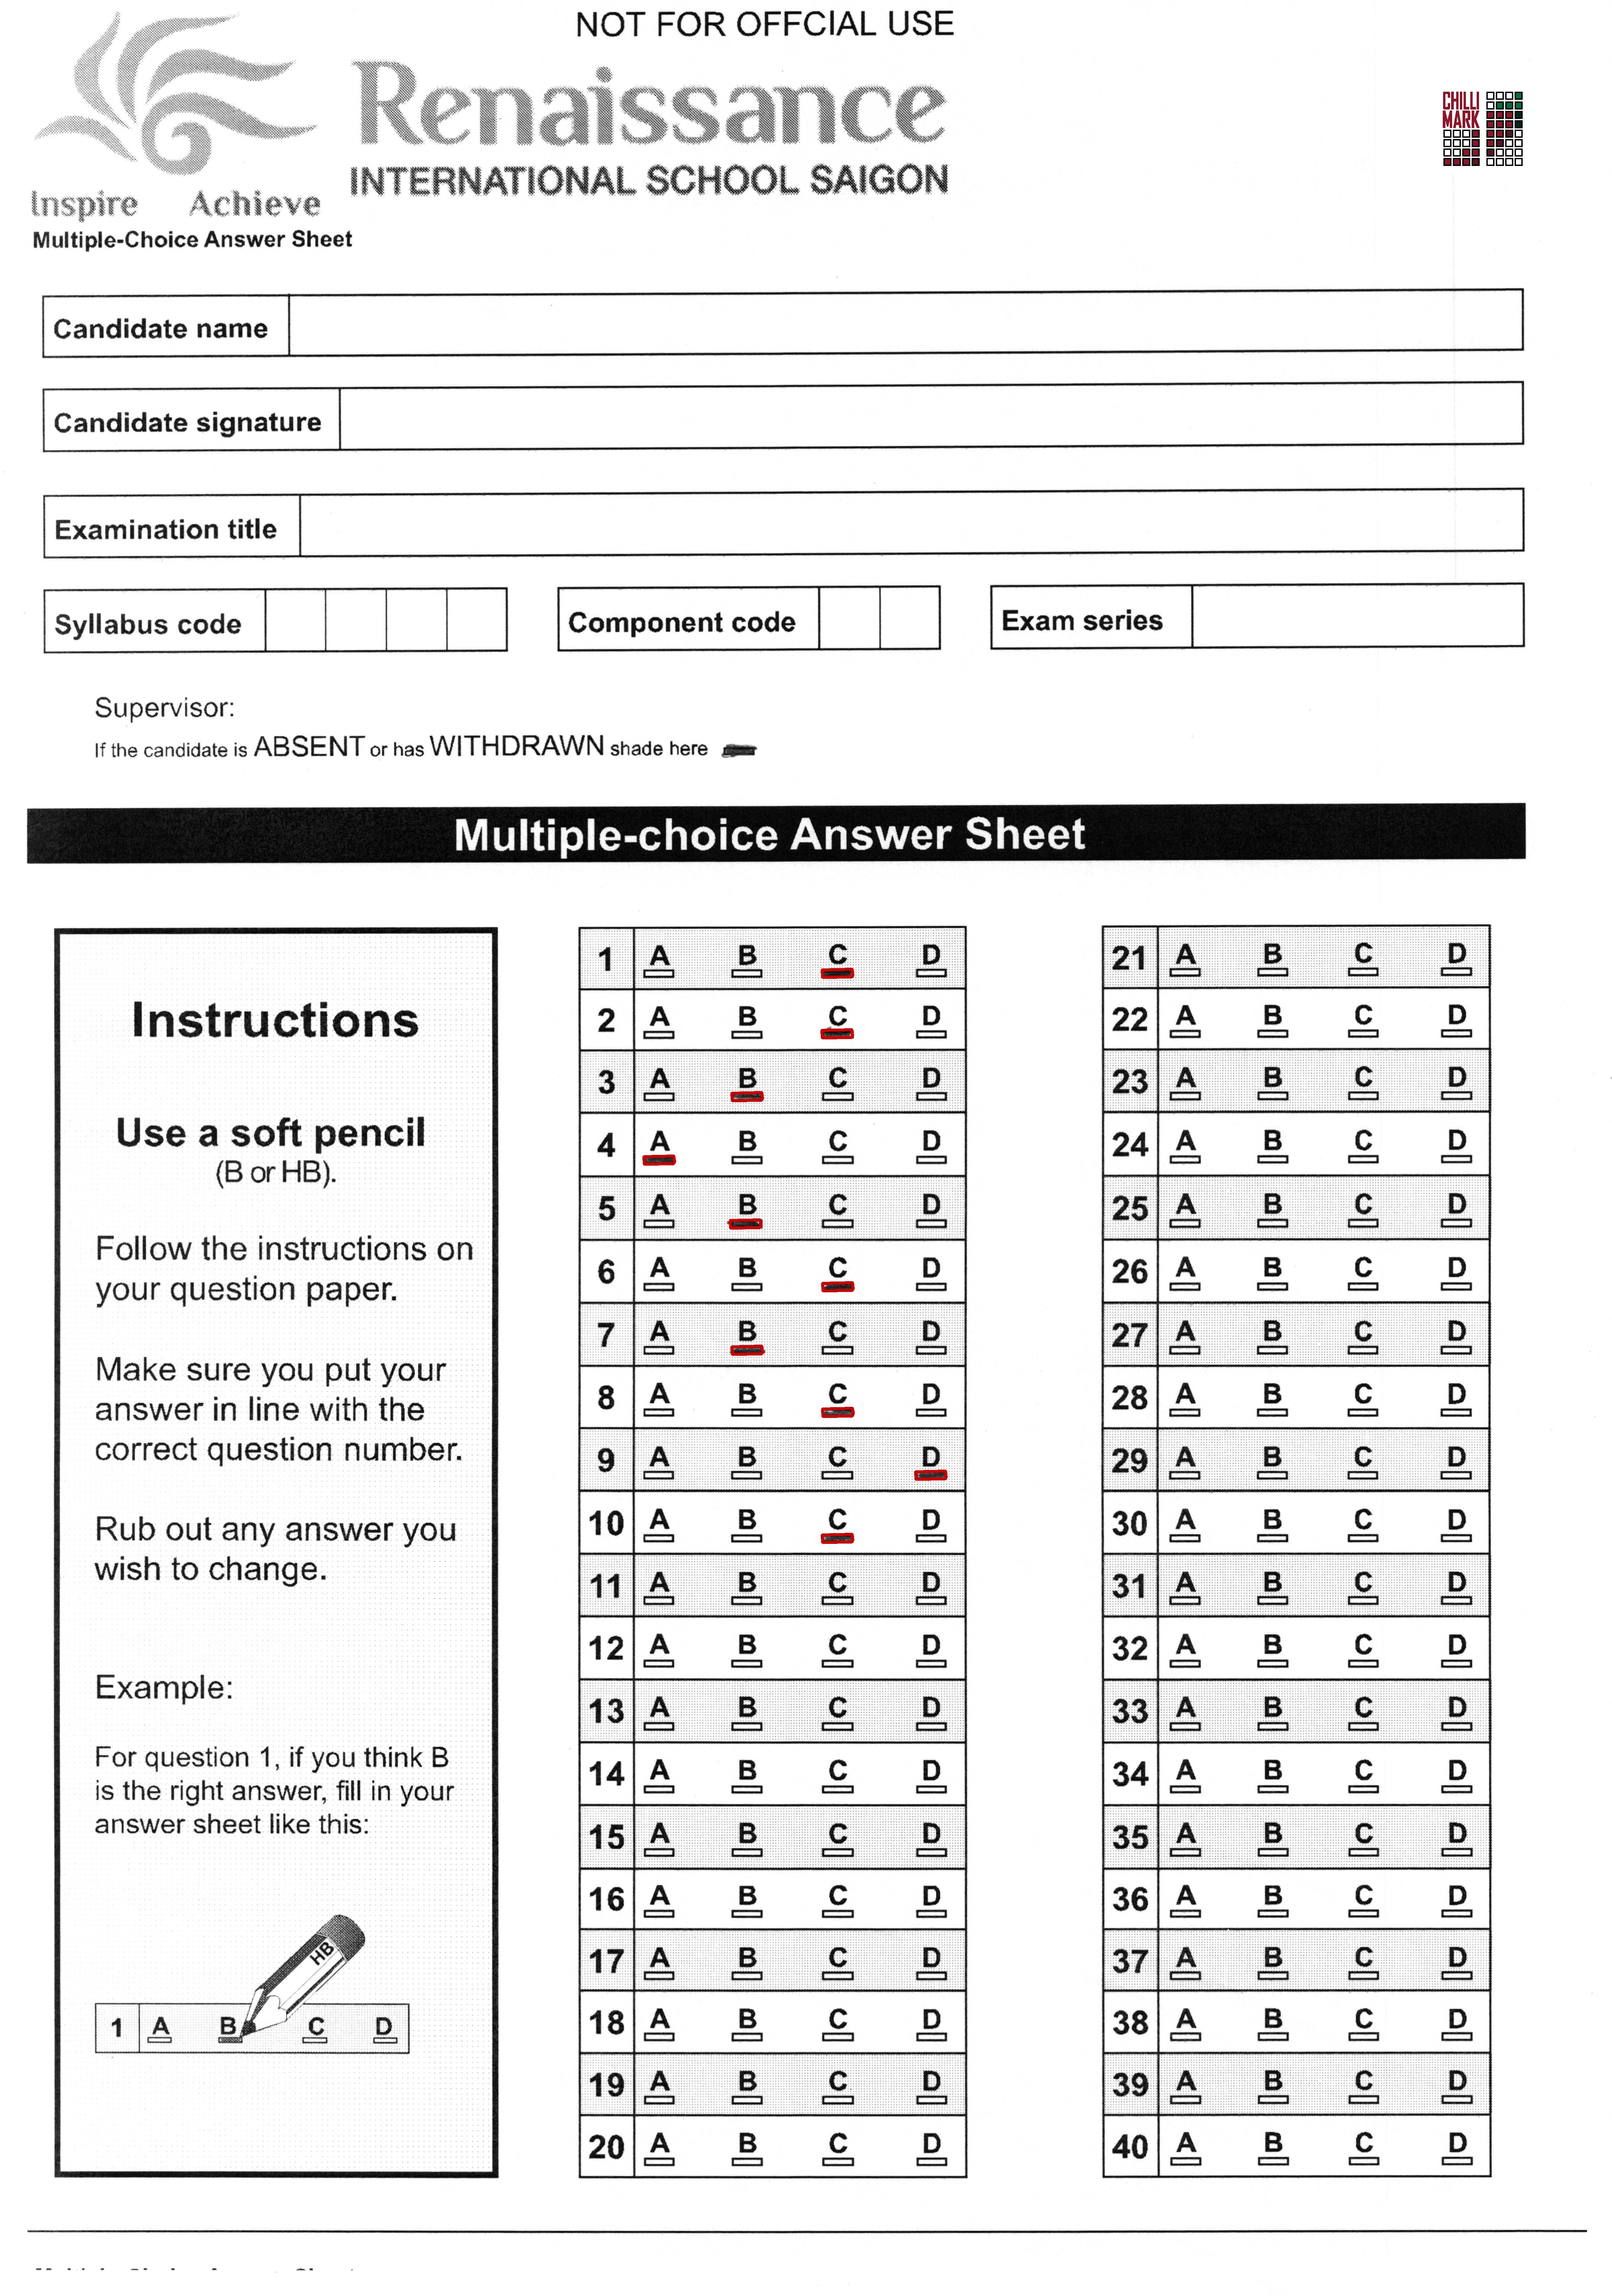 NOT FOR OFFCIAL USE
Renaissance
INTERNATIONAL SCHOOL SAIGON
Inspire Achieve
CHILLI
MARK
Multiple-Choice Answer Sheet
Candidate name
Candidate signature
Examination title
Syllabus code
Component code
Exam series
Supervisor:
If the candidate is ABSENT or has WITHDRAWN shade here
Multiple-choice Answer Sheet
Instructions
Use a soft pencil
(B or HB).
Follow the instructions on
your question paper.
Make sure you put your
answer in line with the
correct question number.
Rub out any answer you
wish to change.
Example:
For question 1, if you think B
is the right answer, fill in your
answer sheet like this:
HB
1 A B C D
1 A B C D
2 A B C D
3 A B C D
4 A B C D
5 A B C D
6 A B C D
7 A B C D
8 A B C D
9 A B C D
10 A B C D
11 A B C D
12 A B C D
13 A B C D
14 A B C D
15 A B C D
16 A B C D
17 A B C D
18 A B C D
19 A B C D
20 A B C D
21 A B C D
22 A B C D
23 A B C D
24 A B C D
25 A B C D
26 A B C D
27 A B C D
28 A B C D
29 A B C D
30 A B C D
31 A B C D
32 A B C D
33 A B C D
34 A B C D
35 A B C D
36 A B C D
37 A B C D
38 A B C D
39 A B C D
40 A B C D